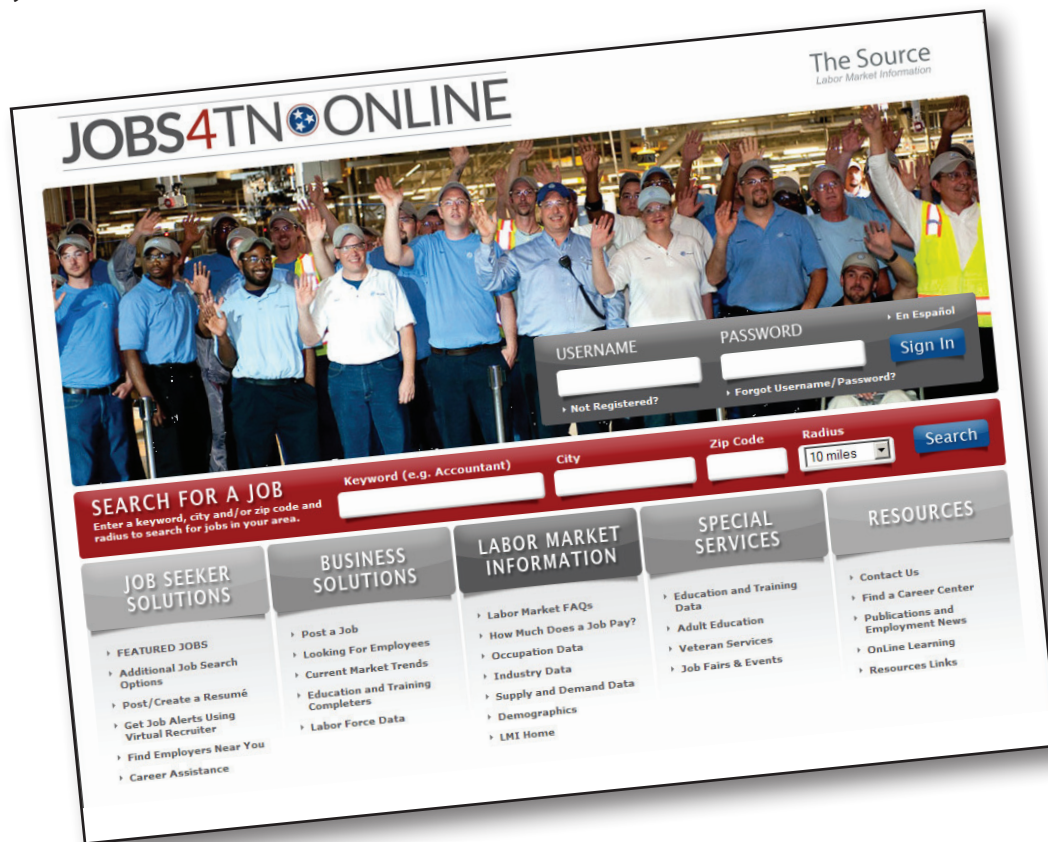 JOBS4TN ONLINE
The Source
Labor Market Information
En Español
USERNAME
PASSWORD
Sign In
Not Registered?
Forgot Username/Password?
SEARCH FOR A JOB
Enter a keyword, city and/or zip code and
radius to search for jobs in your area.
Keyword (e.g. Accountant)
City
Zip Code
Radius
10 miles
Search
JOB SEEKER
SOLUTIONS
FEATURED JOBS
Additional Job Search
Options
Post/Create a Resumé
Get Job Alerts Using
Virtual Recruiter
Find Employers Near You
Career Assistance
BUSINESS
SOLUTIONS
Post a Job
Looking For Employees
Current Market Trends
Education and Training
Completers
Labor Force Data
LABOR MARKET
INFORMATION
Labor Market FAQs
How Much Does a Job Pay?
Occupation Data
Industry Data
Supply and Demand Data
Demographics
LMI Home
SPECIAL
SERVICES
Education and Training
Data
Adult Education
Veteran Services
Job Fairs & Events
RESOURCES
Contact Us
Find a Career Center
Publications and
Employment News
OnLine Learning
Resources Links